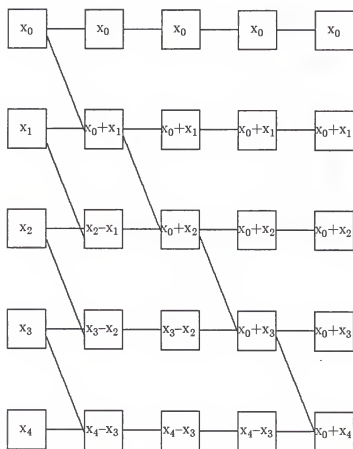 x₀ x₀ x₀ x₀ x₀
x₁ x₀+x₁ x₀+x₁ x₀+x₁ x₀+x₁
x₂ x₂−x₁ x₀+x₂ x₀+x₂ x₀+x₂
x₃ x₃−x₂ x₃−x₂ x₀+x₃ x₀+x₃
x₄ x₄−x₃ x₄−x₃ x₄−x₃ x₀+x₄